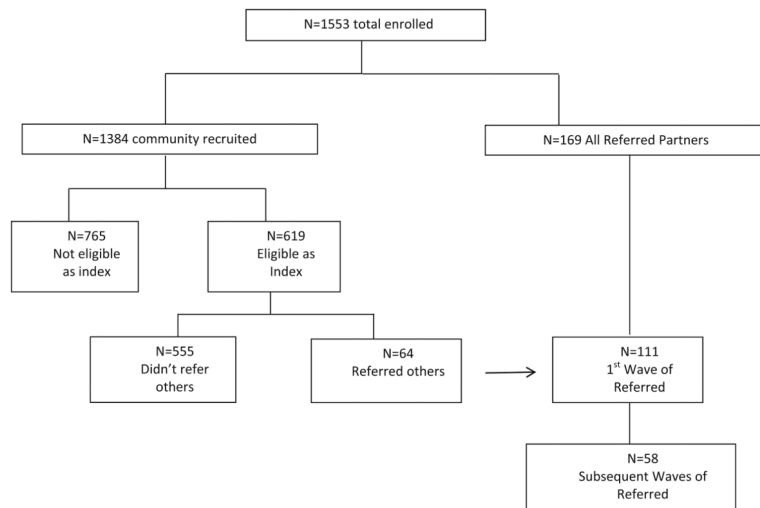 N=1553 total enrolled
N=1384 community recruited
N=169 All Referred Partners
N=765
Not eligible
as index
N=619
Eligible as
Index
N=555
Didn’t refer
others
N=64
Referred others
N=111
1st Wave of
Referred
N=58
Subsequent Waves of
Referred